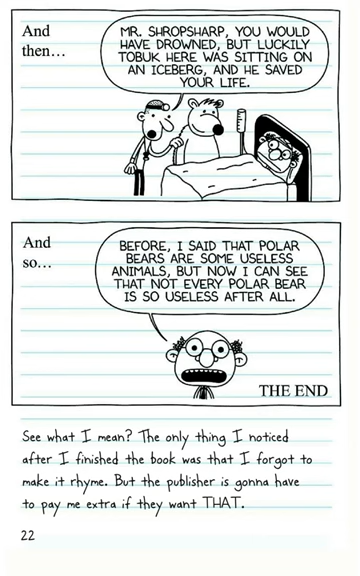 And
then...
MR. SHROPSHARP, YOU WOULD
HAVE DROWNED, BUT LUCKILY
TOBUK HERE WAS SITTING ON
AN ICEBERG, AND HE SAVED
YOUR LIFE.
And
so...
BEFORE, I SAID THAT POLAR
BEARS ARE SOME USELESS
ANIMALS, BUT NOW I CAN SEE
THAT NOT EVERY POLAR BEAR
IS SO USELESS AFTER ALL.
THE END
See what I mean? The only thing I noticed
after I finished the book was that I forgot to
make it rhyme. But the publisher is gonna have
to pay me extra if they want THAT.
22